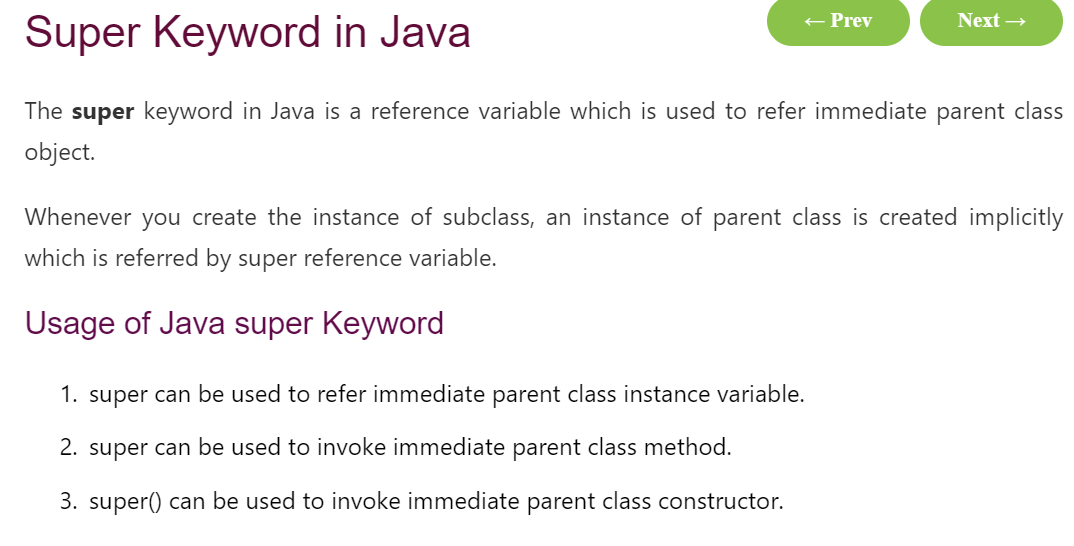 Super Keyword in Java
← Prev
Next →
The super keyword in Java is a reference variable which is used to refer immediate parent class
object.
Whenever you create the instance of subclass, an instance of parent class is created implicitly
which is referred by super reference variable.
Usage of Java super Keyword
1. super can be used to refer immediate parent class instance variable.
2. super can be used to invoke immediate parent class method.
3. super() can be used to invoke immediate parent class constructor.